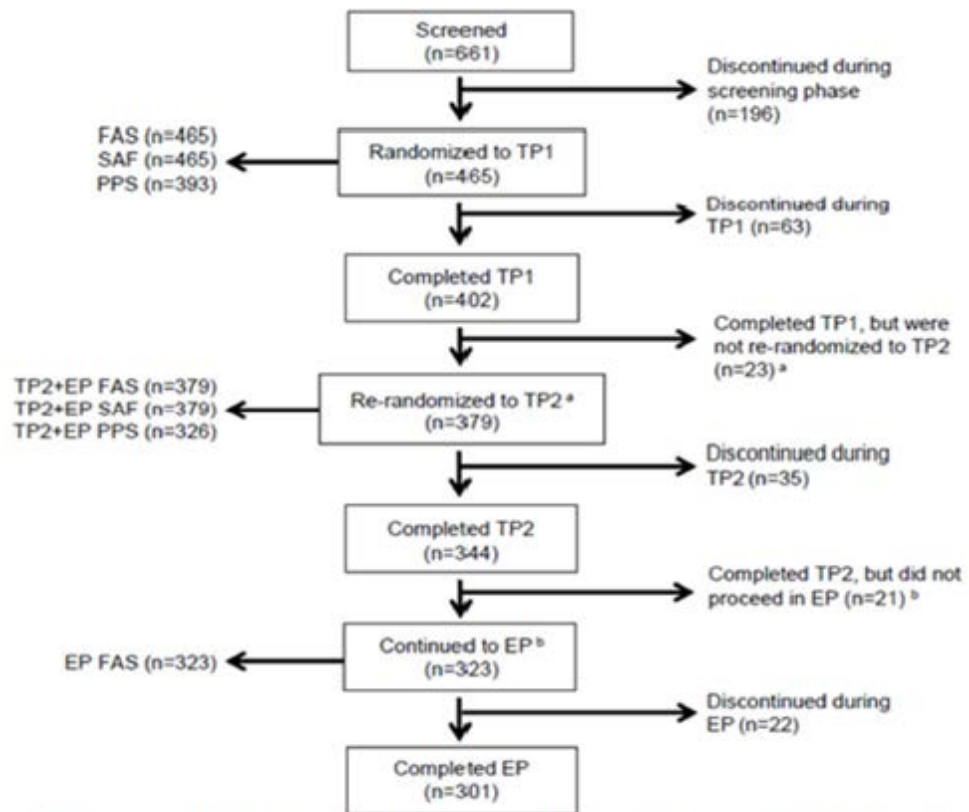 Screened
(n=661)
Discontinued during
screening phase
(n=196)
FAS (n=465)
SAF (n=465)
PPS (n=393)
Randomized to TP1
(n=465)
Discontinued during
TP1 (n=63)
Completed TP1
(n=402)
Completed TP1, but were
not re-randomized to TP2
(n=23) a
TP2+EP FAS (n=379)
TP2+EP SAF (n=379)
TP2+EP PPS (n=326)
Re-randomized to TP2 a
(n=379)
Discontinued during
TP2 (n=35)
Completed TP2
(n=344)
Completed TP2, but did not
proceed in EP (n=21) b
EP FAS (n=323)
Continued to EP b
(n=323)
Discontinued during
EP (n=22)
Completed EP
(n=301)